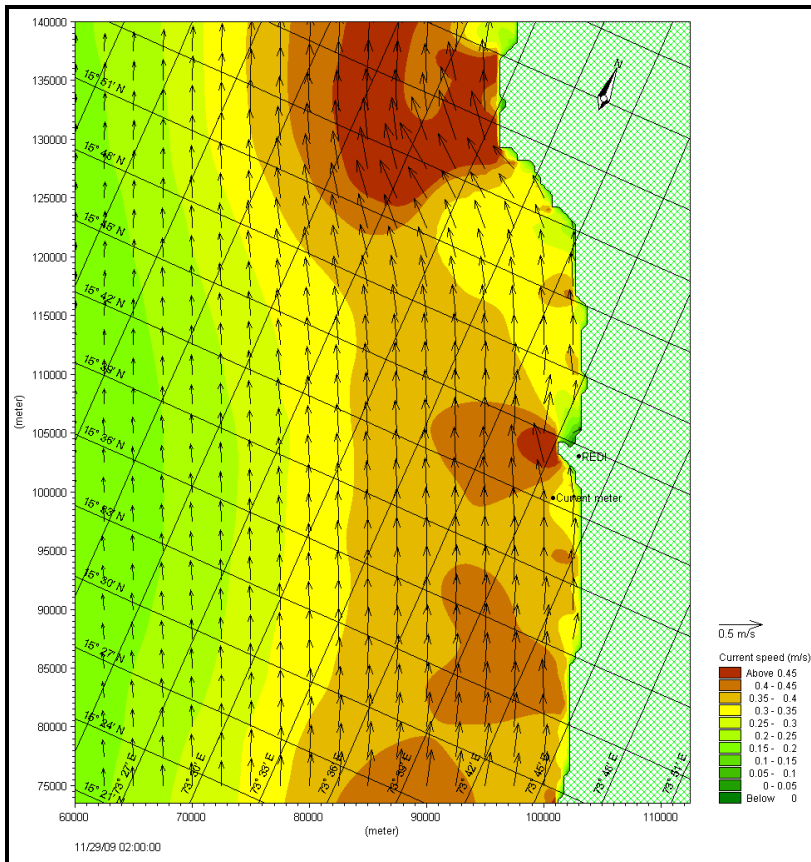 140000
135000
130000
125000
120000
115000
110000
105000
100000
95000
90000
85000
80000
75000
(meter)
15° 51' N
15° 48' N
15° 45' N
15° 42' N
15° 39' N
15° 36' N
15° 33' N
15° 30' N
15° 27' N
15° 24' N
15° 21' N
73° 27' E
73° 30' E
73° 33' E
73° 36' E
73° 39' E
73° 42' E
73° 45' E
73° 48' E
73° 51' E
N
REDI
Current meter
60000 70000 80000 90000 100000 110000
(meter)
11/29/09 02:00:00
0.5 m/s
Current speed (m/s)
Above 0.45
0.4 - 0.45
0.35 - 0.4
0.3 - 0.35
0.25 - 0.3
0.2 - 0.25
0.15 - 0.2
0.1 - 0.15
0.05 - 0.1
0 - 0.05
Below 0